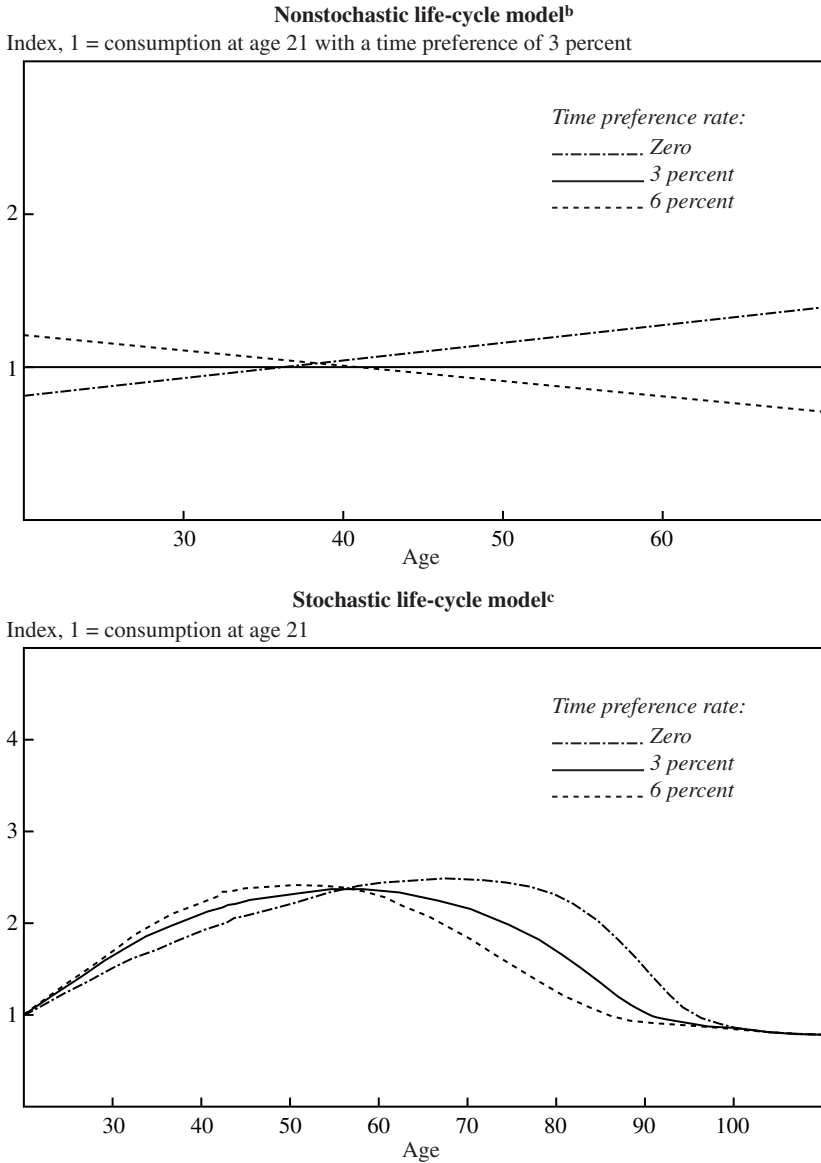 Nonstochastic life-cycle modelᵇ
Index, 1 = consumption at age 21 with a time preference of 3 percent
Time preference rate:
Zero
3 percent
6 percent
2
1
30 40 50 60
Age
Stochastic life-cycle modelᶜ
Index, 1 = consumption at age 21
Time preference rate:
Zero
3 percent
6 percent
4
3
2
1
30 40 50 60 70 80 90 100
Age